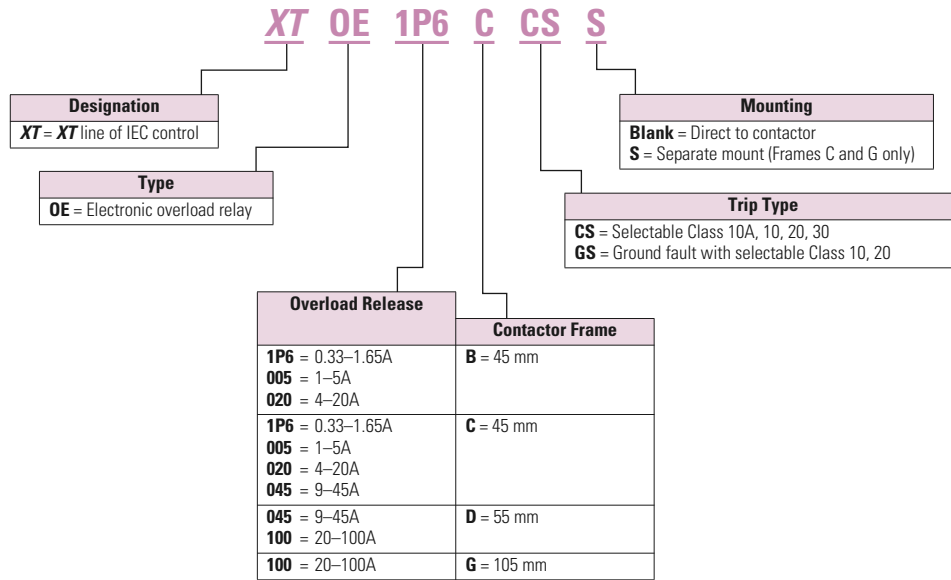 XT OE 1P6 C CS S
Designation
XT = XT line of IEC control
Type
OE = Electronic overload relay
Mounting
Blank = Direct to contactor
S = Separate mount (Frames C and G only)
Trip Type
CS = Selectable Class 10A, 10, 20, 30
GS = Ground fault with selectable Class 10, 20
Overload Release
Contactor Frame
1P6 = 0.33–1.65A
005 = 1–5A
020 = 4–20A
B = 45 mm
1P6 = 0.33–1.65A
005 = 1–5A
020 = 4–20A
045 = 9–45A
C = 45 mm
045 = 9–45A
100 = 20–100A
D = 55 mm
100 = 20–100A
G = 105 mm